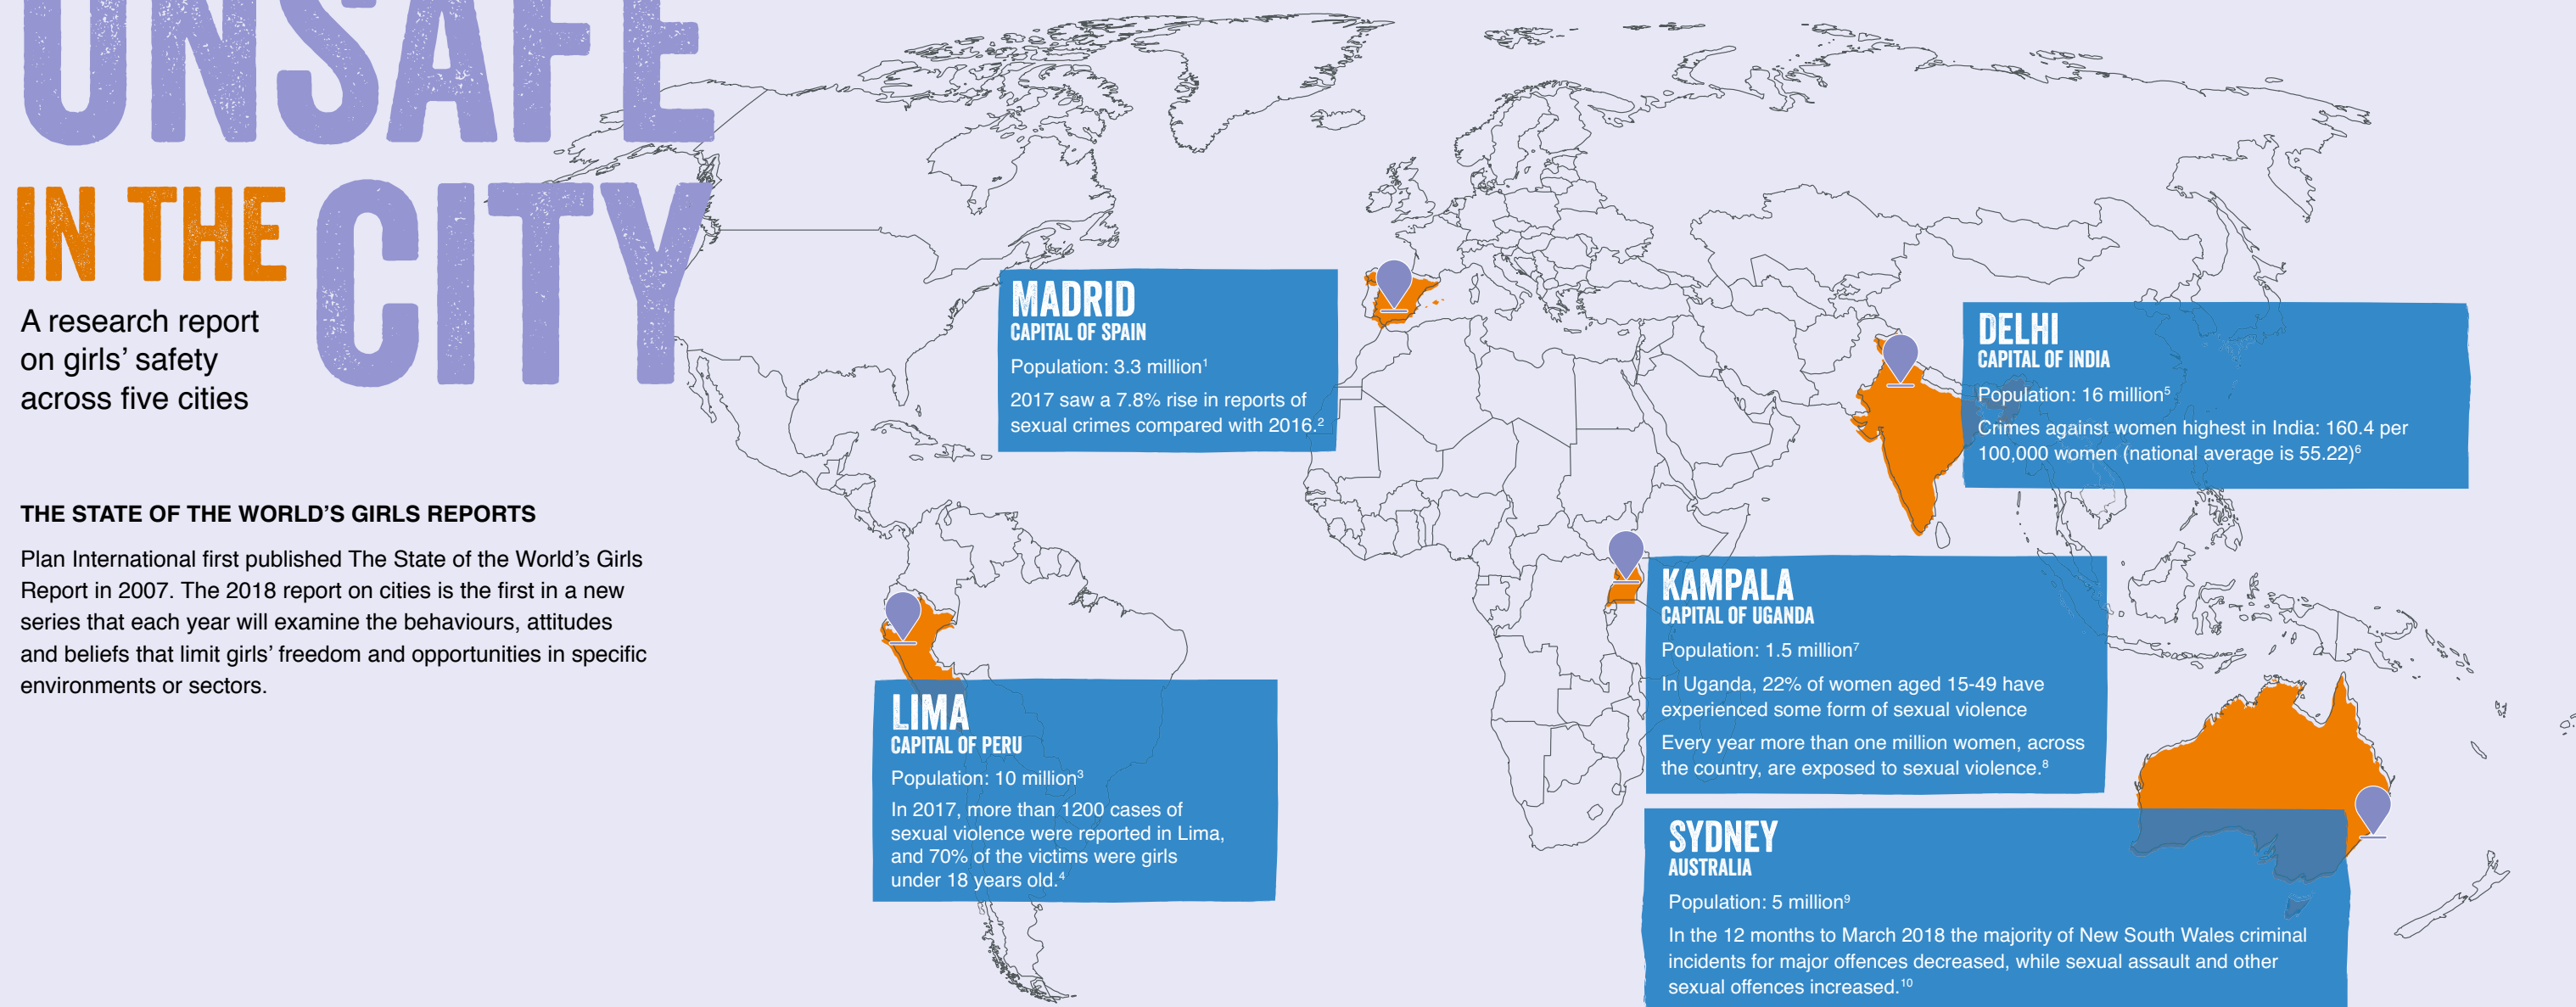 UNSAFE
IN THE CITY
A research report
on girls’ safety
across five cities
THE STATE OF THE WORLD’S GIRLS REPORTS
Plan International first published The State of the World’s Girls
Report in 2007. The 2018 report on cities is the first in a new
series that each year will examine the behaviours, attitudes
and beliefs that limit girls’ freedom and opportunities in specific
environments or sectors.
MADRID
CAPITAL OF SPAIN
Population: 3.3 million¹
2017 saw a 7.8% rise in reports of
sexual crimes compared with 2016.²
DELHI
CAPITAL OF INDIA
Population: 16 million⁵
Crimes against women highest in India: 160.4 per
100,000 women (national average is 55.22)⁶
KAMPALA
CAPITAL OF UGANDA
Population: 1.5 million⁷
In Uganda, 22% of women aged 15-49 have
experienced some form of sexual violence
Every year more than one million women, across
the country, are exposed to sexual violence.⁸
LIMA
CAPITAL OF PERU
Population: 10 million³
In 2017, more than 1200 cases of
sexual violence were reported in Lima,
and 70% of the victims were girls
under 18 years old.⁴
SYDNEY
AUSTRALIA
Population: 5 million⁹
In the 12 months to March 2018 the majority of New South Wales criminal
incidents for major offences decreased, while sexual assault and other
sexual offences increased.¹⁰